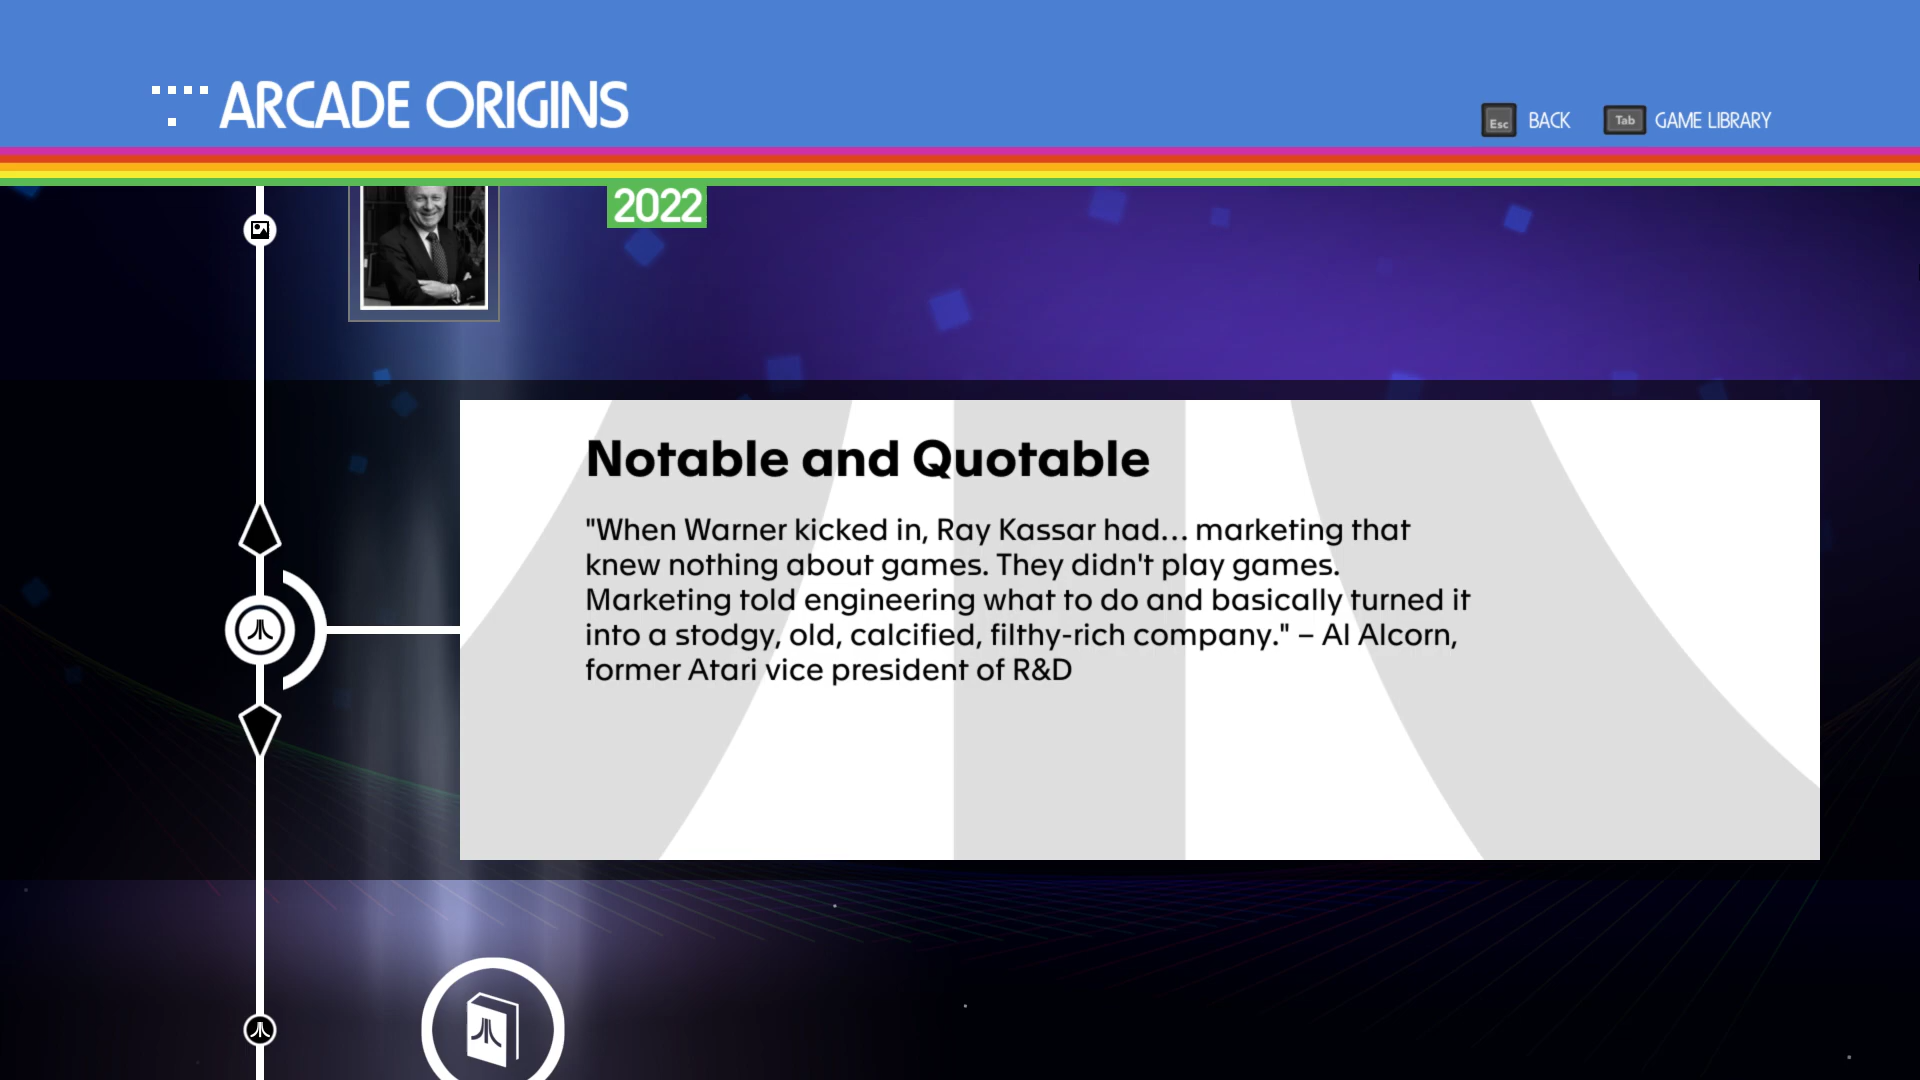 ARCADE ORIGINS
Esc BACK Tab GAME LIBRARY
2022
Notable and Quotable
"When Warner kicked in, Ray Kassar had... marketing that
knew nothing about games. They didn't play games.
Marketing told engineering what to do and basically turned it
into a stodgy, old, calcified, filthy-rich company." – Al Alcorn,
former Atari vice president of R&D